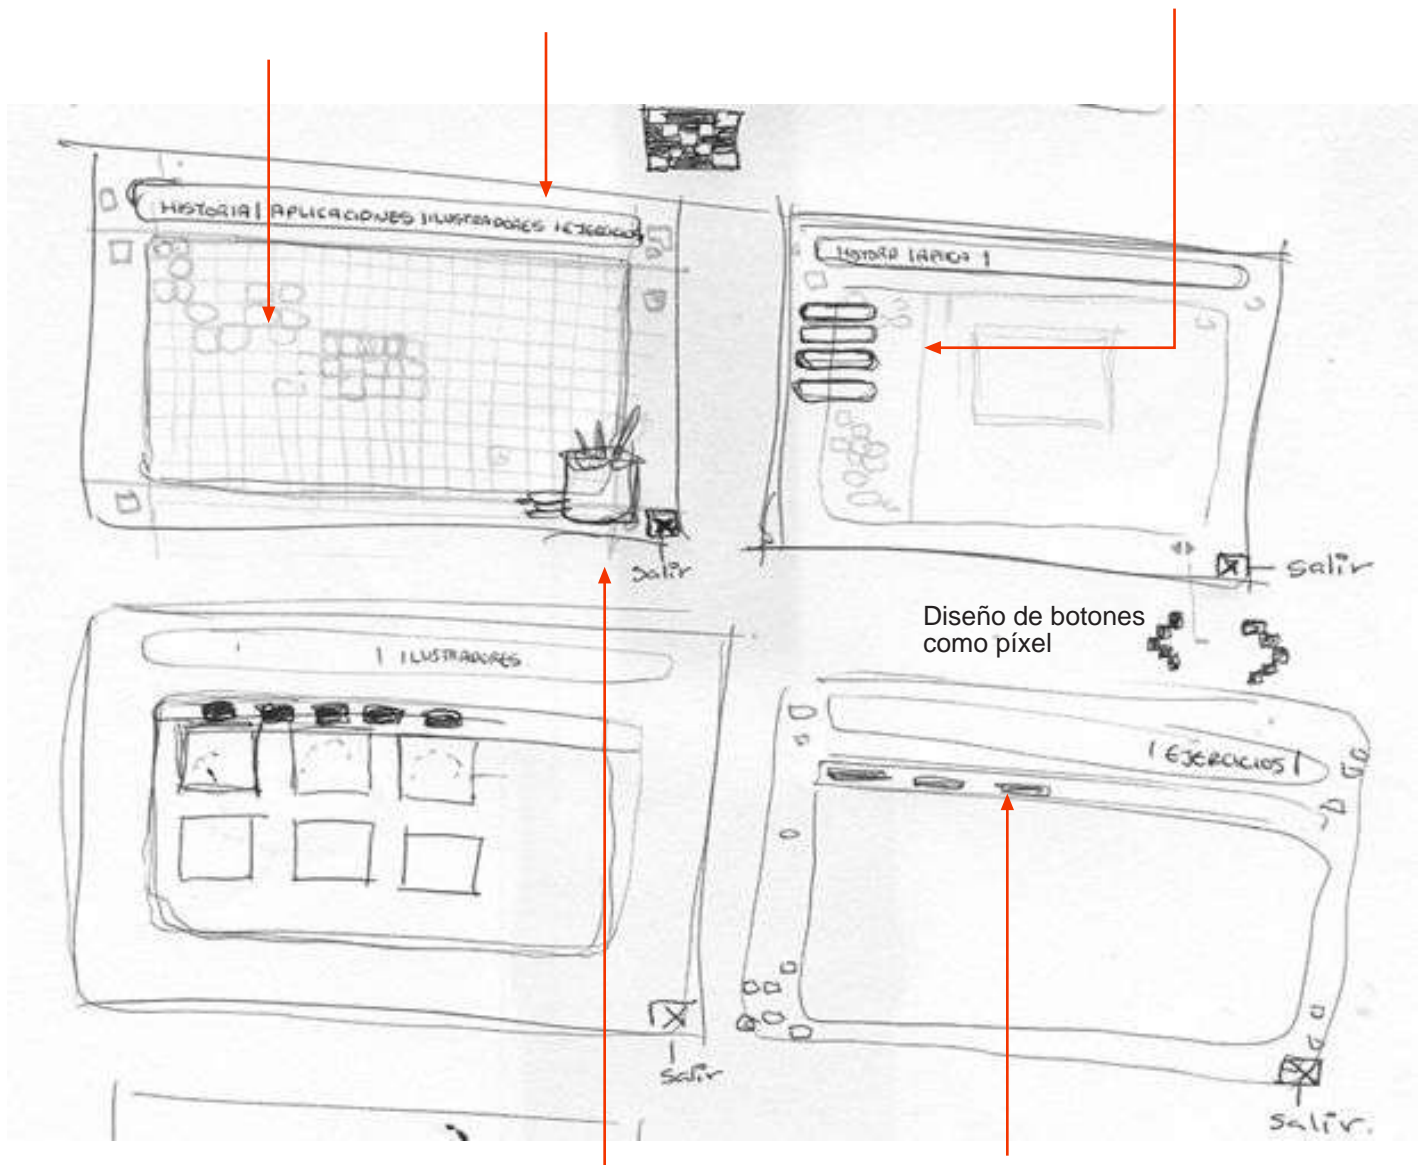 HISTORIA | APLICACIONES | ILUSTRADORES | EJERCICIOS
salir
salir
Diseño de botones
como píxel
| ILUSTRADORES
| EJERCICIOS |
salir
salir.